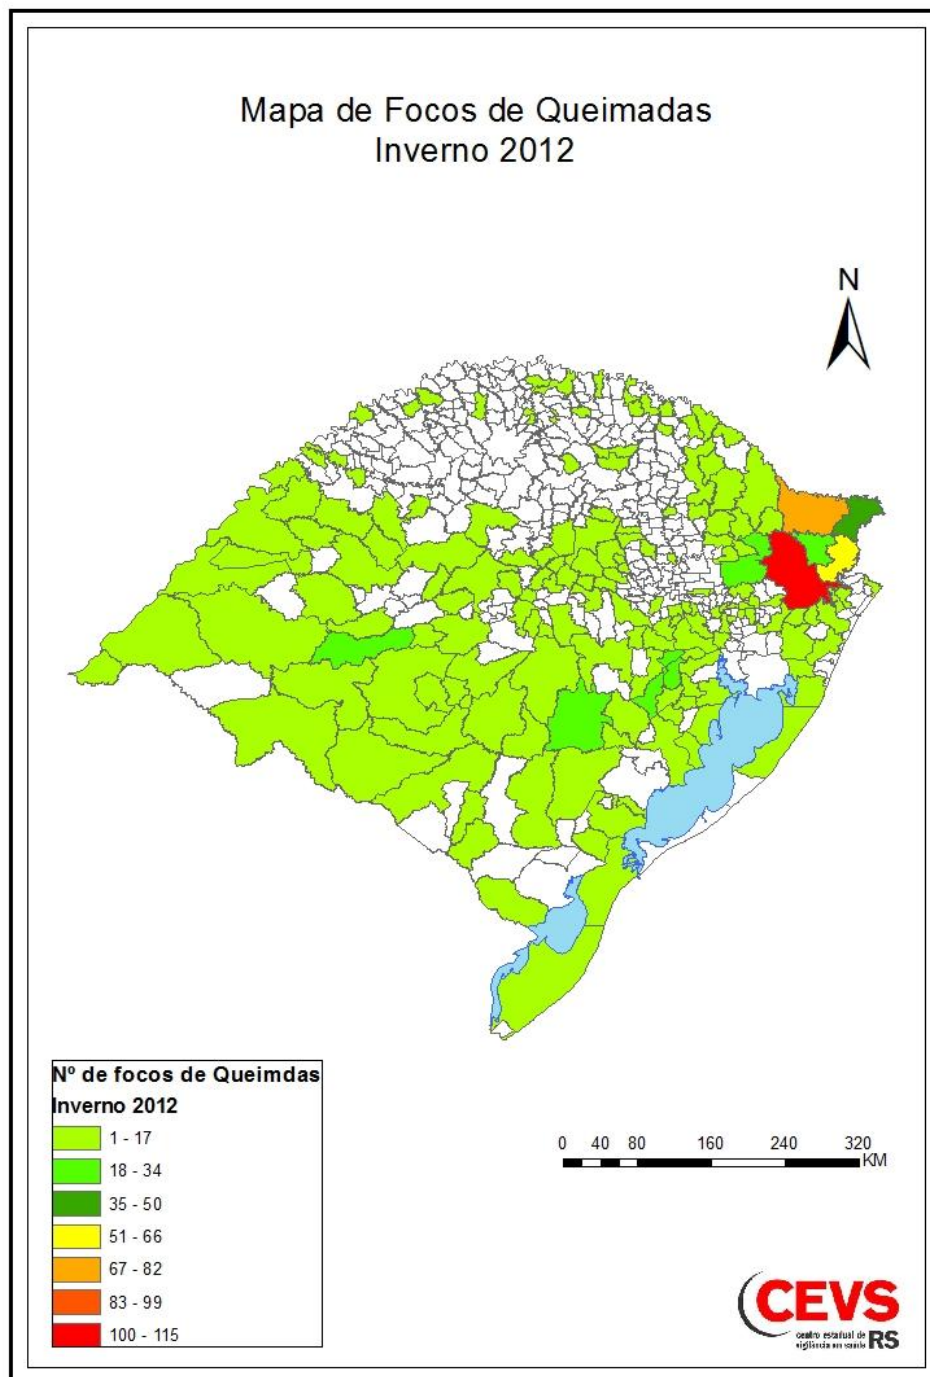 Mapa de Focos de Queimadas
Inverno 2012
N
Nº de focos de Queimdas
Inverno 2012
1 - 17
18 - 34
35 - 50
51 - 66
67 - 82
83 - 99
100 - 115
0 40 80 160 240 320
KM
CEVS
centro estadual de
vigilância em saúde RS